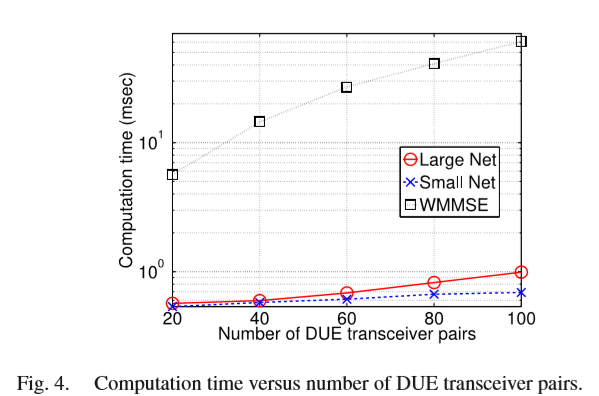 Computation time (msec)
10^1
10^0
Large Net
Small Net
WMMSE
20 40 60 80 100
Number of DUE transceiver pairs
Fig. 4. Computation time versus number of DUE transceiver pairs.